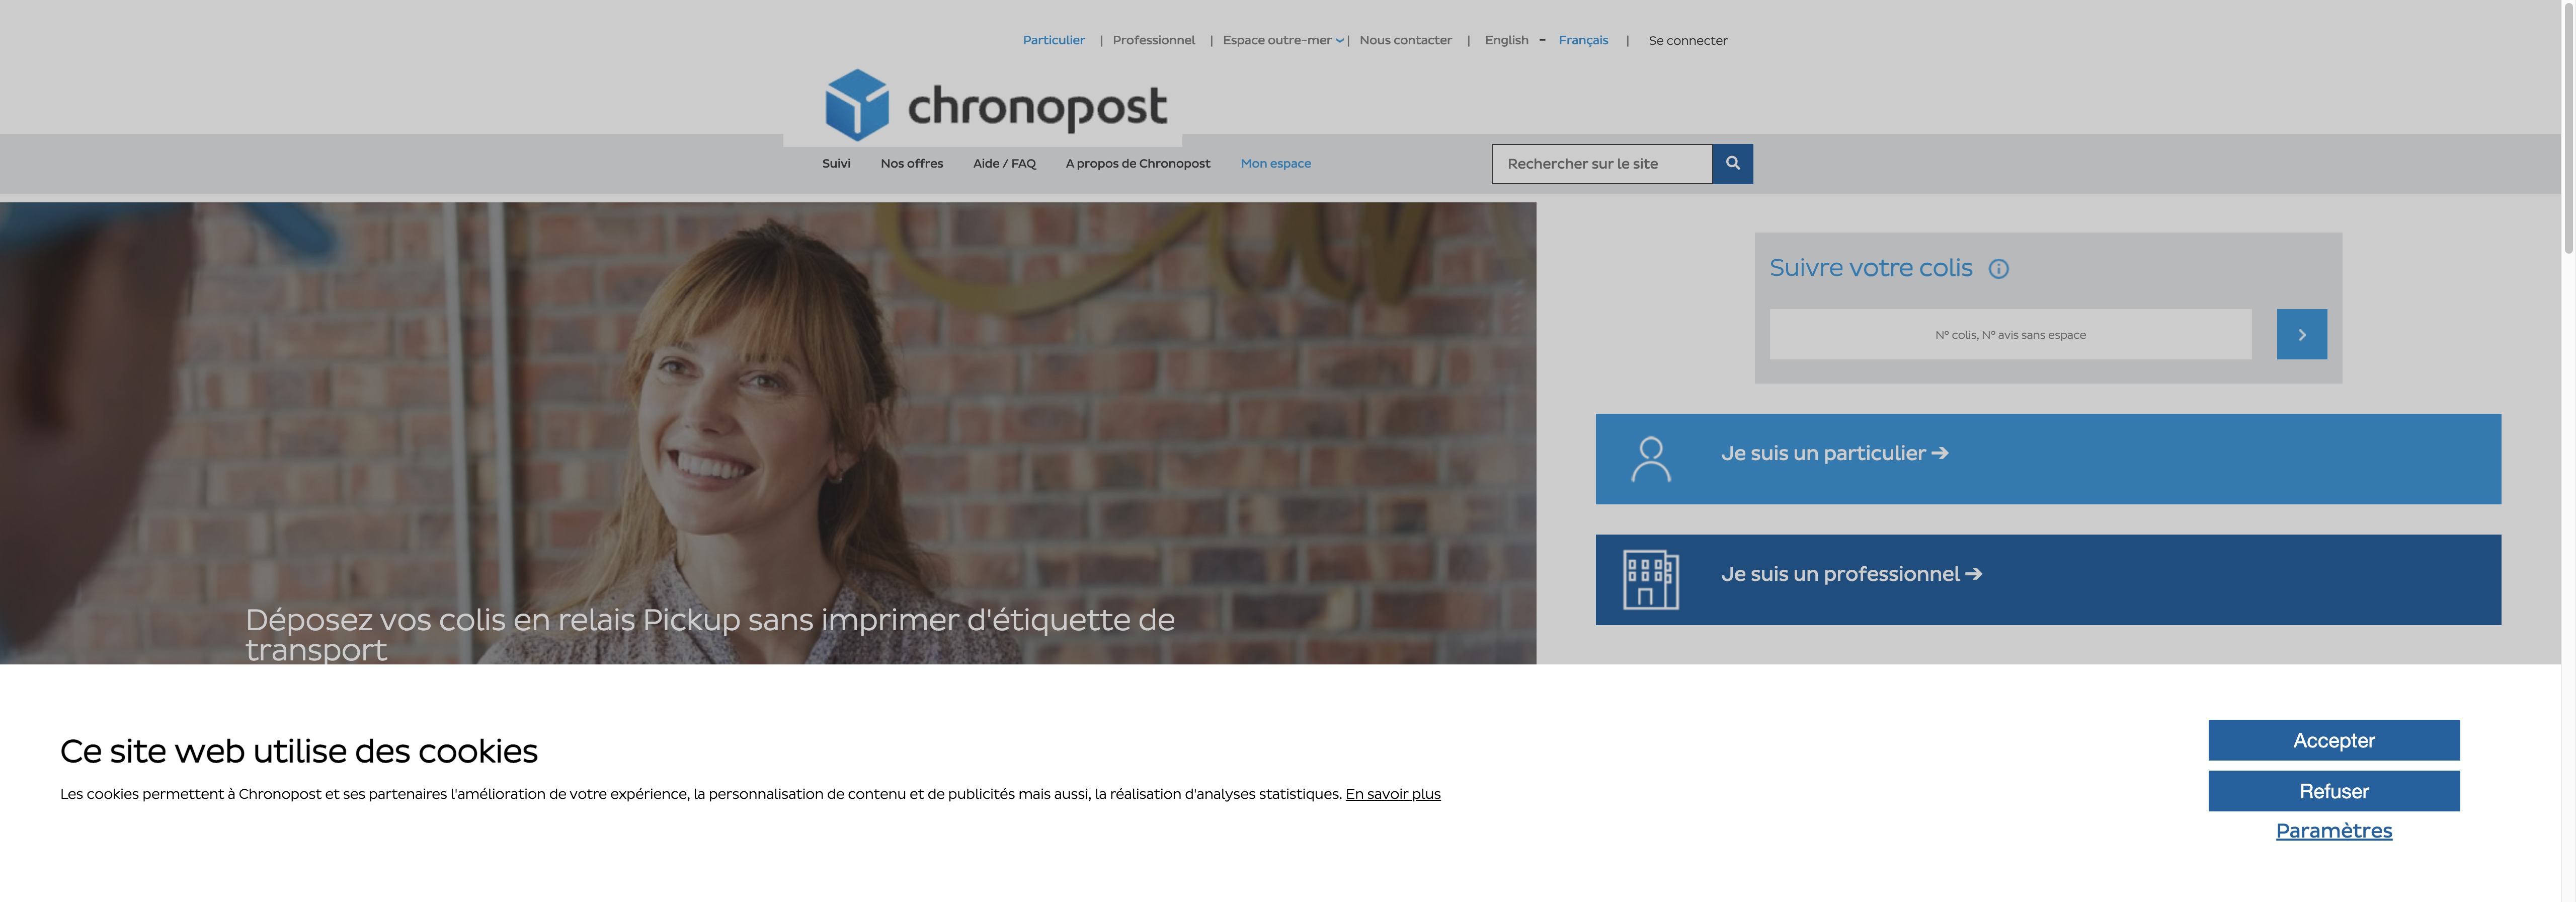 Particulier | Professionnel | Espace outre-mer | Nous contacter | English - Français | Se connecter
chronopost
Suivi Nos offres Aide / FAQ A propos de Chronopost Mon espace Rechercher sur le site
Suivre votre colis
N° colis, N° avis sans espace
Je suis un particulier →
Je suis un professionnel →
Déposez vos colis en relais Pickup sans imprimer d'étiquette de
transport
Ce site web utilise des cookies
Les cookies permettent à Chronopost et ses partenaires l'amélioration de votre expérience, la personnalisation de contenu et de publicités mais aussi, la réalisation d'analyses statistiques. En savoir plus
Accepter
Refuser
Paramètres